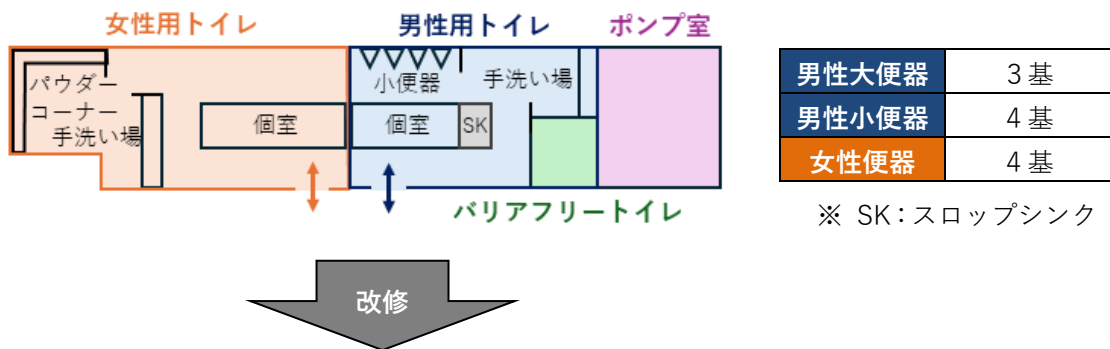 女性用トイレ
男性用トイレ
ポンプ室
パウダー
コーナー
手洗い場
個室
小便器
手洗い場
個室
SK
バリアフリートイレ
男性大便器 3基
男性小便器 4基
女性便器 4基
※ SK：スロップシンク
改修